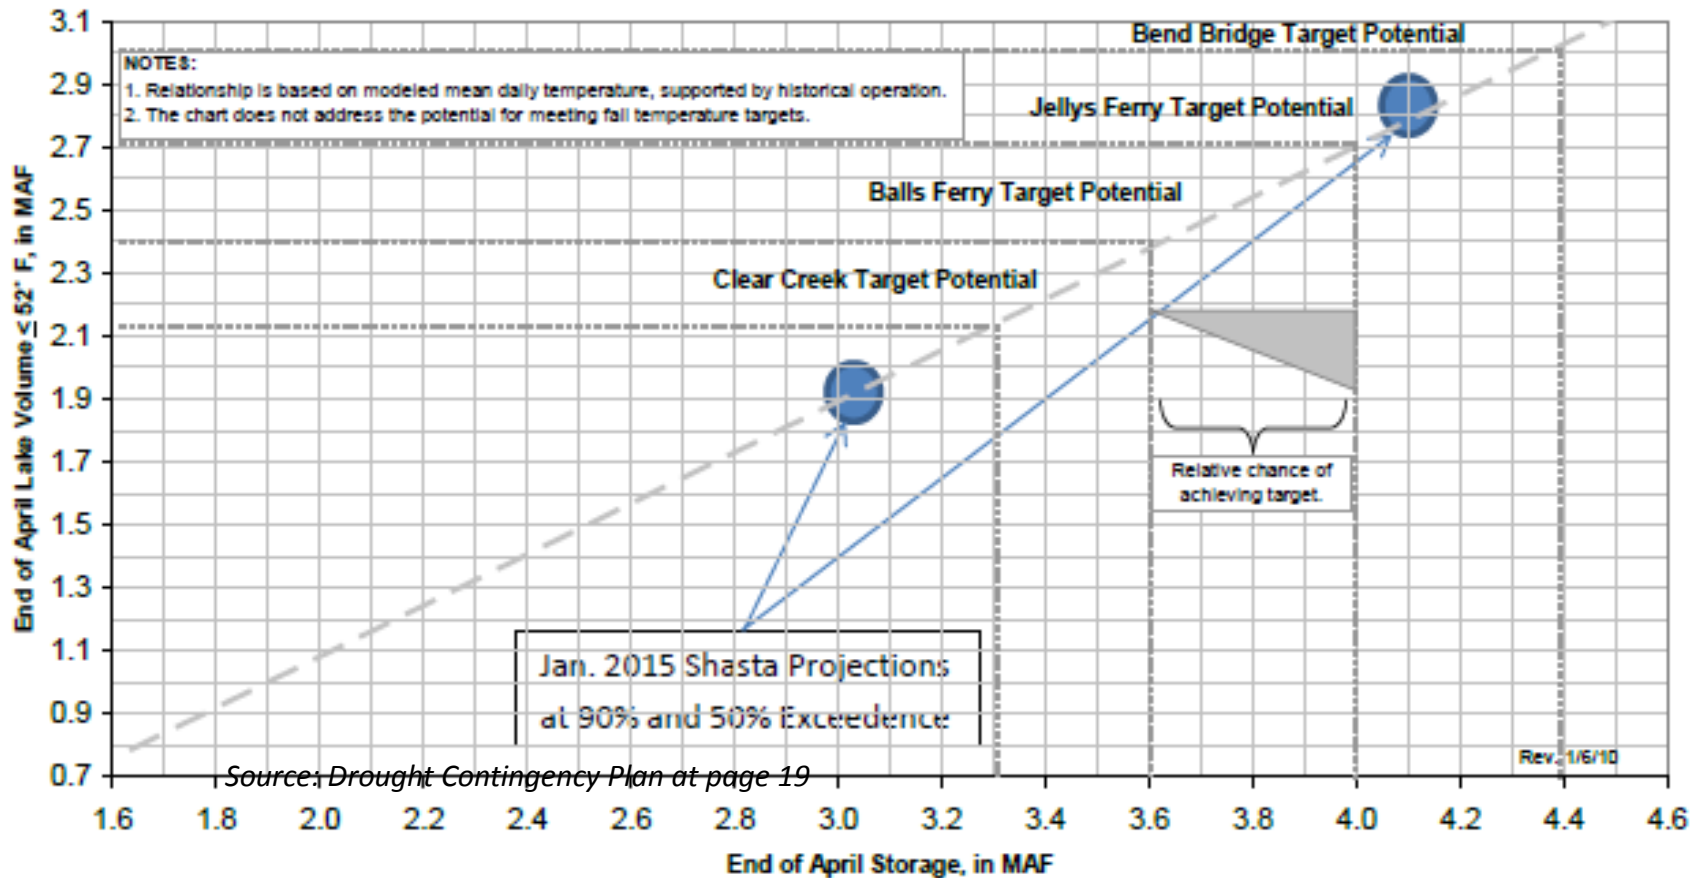 3.1
2.9
2.7
2.5
2.3
2.1
1.9
1.7
1.5
1.3
1.1
0.9
0.7
End of April Lake Volume ≤ 52° F, in MAF
NOTES:
1. Relationship is based on modeled mean daily temperature, supported by historical operation.
2. The chart does not address the potential for meeting fall temperature targets.
Bend Bridge Target Potential
Jellys Ferry Target Potential
Balls Ferry Target Potential
Clear Creek Target Potential
Relative chance of
achieving target.
Jan. 2015 Shasta Projections
at 90% and 50% Exceedence
Rev. 1/6/10
Source: Drought Contingency Plan at page 19
1.6 1.8 2.0 2.2 2.4 2.6 2.8 3.0 3.2 3.4 3.6 3.8 4.0 4.2 4.4 4.6
End of April Storage, in MAF